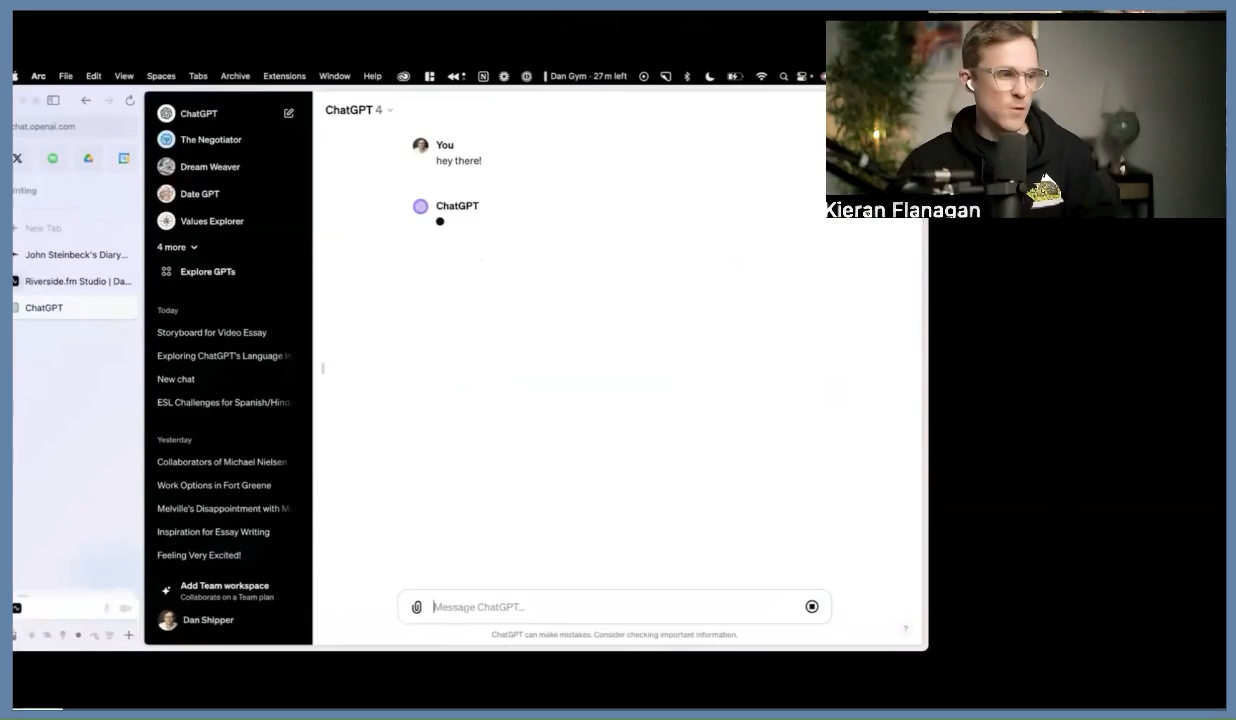 Arc File Edit View Spaces Tabs Archive Extensions Window Help Dan Gym · 27 m left
chat.openai.com
New Tab
John Steinbeck's Diary...
Riverside.fm Studio | Da...
ChatGPT
ChatGPT
The Negotiator
Dream Weaver
Date GPT
Values Explorer
4 more
Explore GPTs
Today
Storyboard for Video Essay
Exploring ChatGPT's Language
New chat
ESL Challenges for Spanish/Hind
Yesterday
Collaborators of Michael Nielsen
Work Options in Fort Greene
Melville's Disappointment with
Inspiration for Essay Writing
Feeling Very Excited!
Add Team workspace
Collaborate on a Team plan
Dan Shipper
ChatGPT 4
You
hey there!
ChatGPT
Message ChatGPT...
ChatGPT can make mistakes. Consider checking important information.
?
Kieran Flanagan